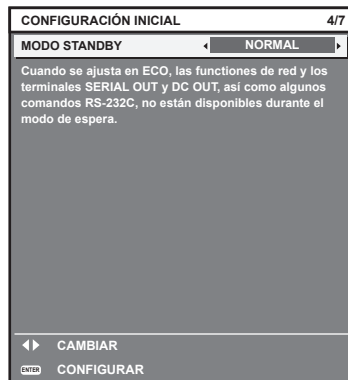 CONFIGURACIÓN INICIAL 4/7
MODO STANDBY NORMAL
Cuando se ajusta en ECO, las functiones de red y los
terminales SERIAL OUT y DC OUT, así como algunos
comandos RS-232C, no están disponibles durante el
modo de espera.
CAMBIAR
ENTER CONFIGURAR